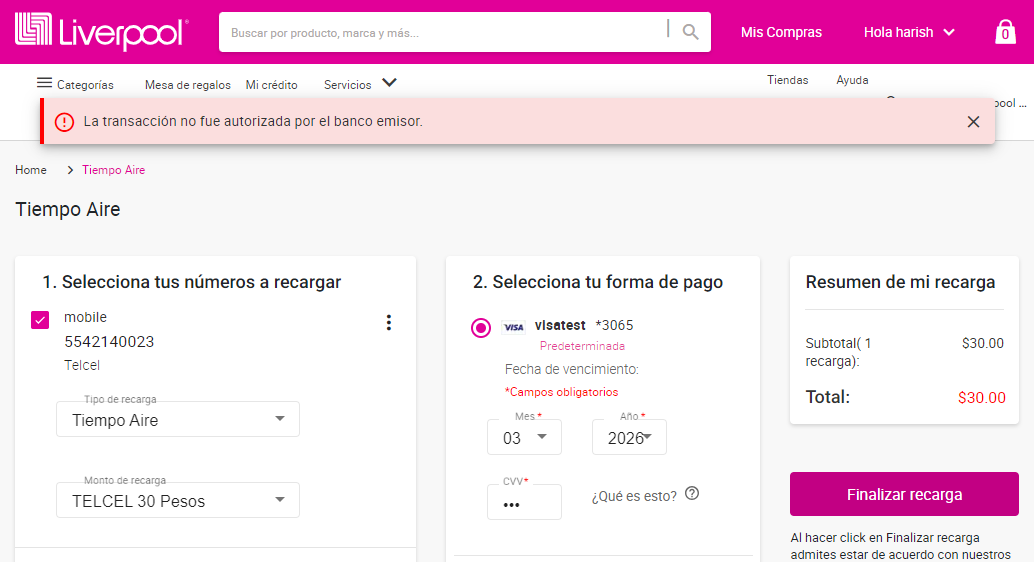 Liverpool
Buscar por producto, marca y más...
Mis Compras
Hola harish
0
Categorías
Mesa de regalos
Mi crédito
Servicios
Tiendas
Ayuda
pool ...
La transacción no fue autorizada por el banco emisor.
Home
Tiempo Aire
Tiempo Aire
1. Selecciona tus números a recargar
mobile
5542140023
Telcel
Tipo de recarga
Tiempo Aire
Monto de recarga
TELCEL 30 Pesos
2. Selecciona tu forma de pago
VISA visatest *3065
Predeterminada
Fecha de vencimiento:
*Campos obligatorios
Mes *
03
Año *
2026
CVV*
•••
¿Qué es esto?
Resumen de mi recarga
Subtotal( 1 recarga):
$30.00
Total:
$30.00
Finalizar recarga
Al hacer click en Finalizar recarga
admites estar de acuerdo con nuestros